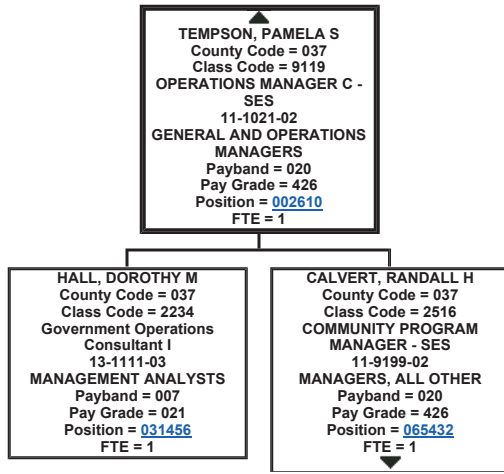 TEMPSON, PAMELA S
County Code = 037
Class Code = 9119
OPERATIONS MANAGER C -
SES
11-1021-02
GENERAL AND OPERATIONS
MANAGERS
Payband = 020
Pay Grade = 426
Position = 002610
FTE = 1
HALL, DOROTHY M
County Code = 037
Class Code = 2234
Government Operations
Consultant I
13-1111-03
MANAGEMENT ANALYSTS
Payband = 007
Pay Grade = 021
Position = 031456
FTE = 1
CALVERT, RANDALL H
County Code = 037
Class Code = 2516
COMMUNITY PROGRAM
MANAGER - SES
11-9199-02
MANAGERS, ALL OTHER
Payband = 020
Pay Grade = 426
Position = 065432
FTE = 1